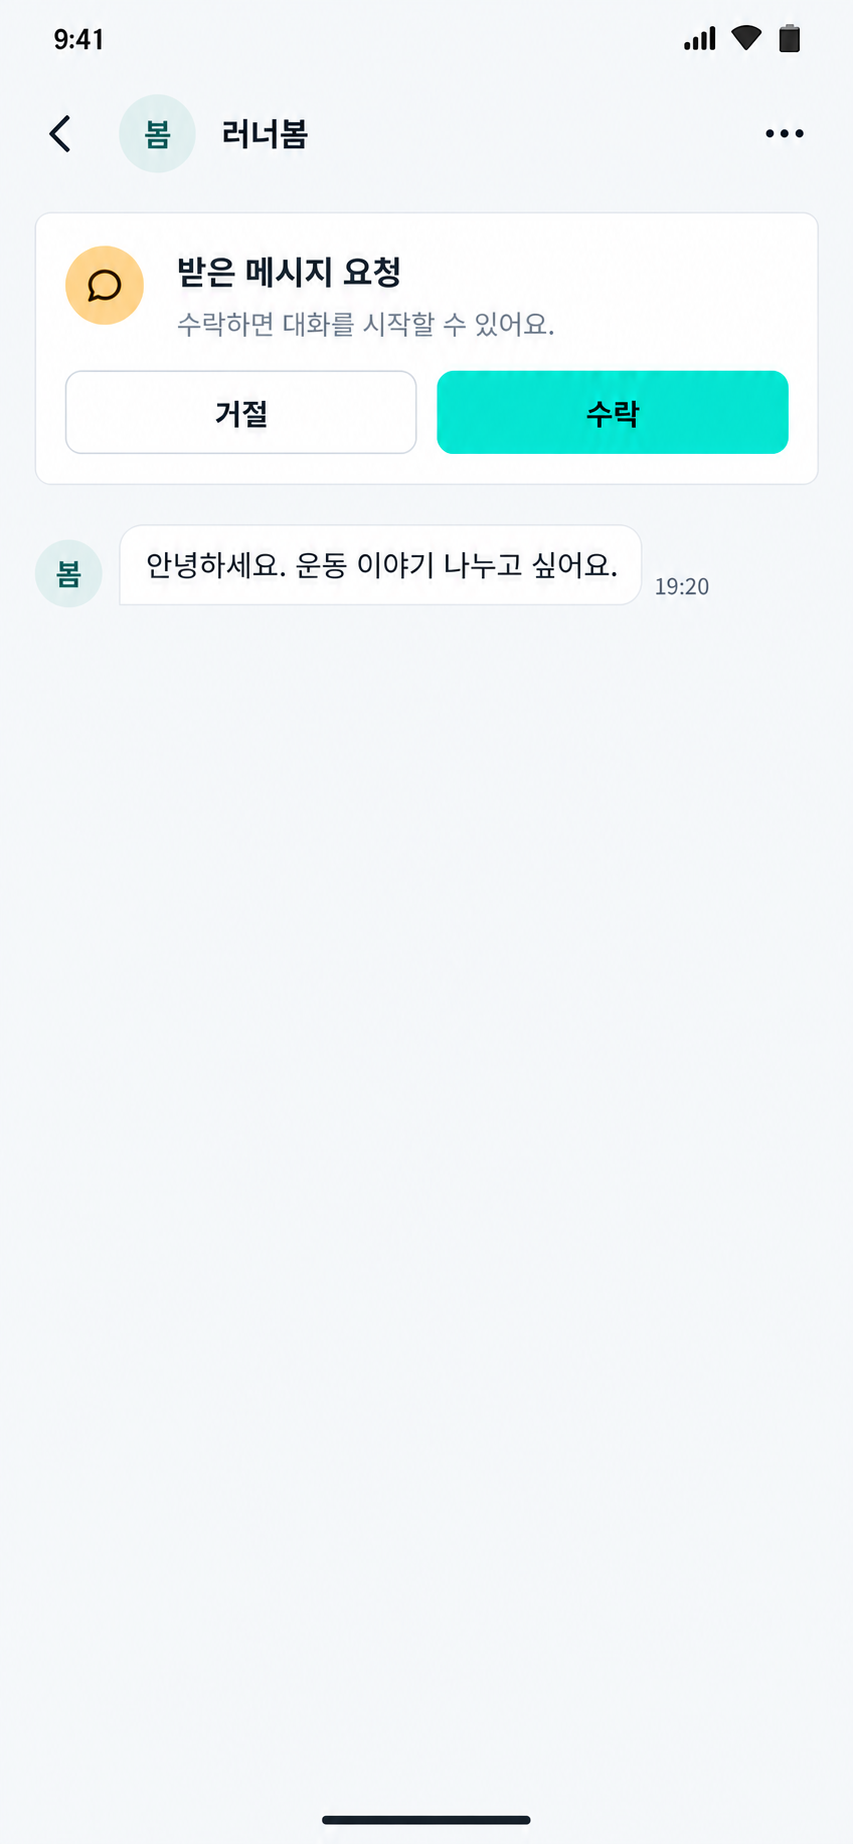 9:41
봄 러너봄
받은 메시지 요청
수락하면 대화를 시작할 수 있어요.
거절 수락
봄 안녕하세요. 운동 이야기 나누고 싶어요. 19:20